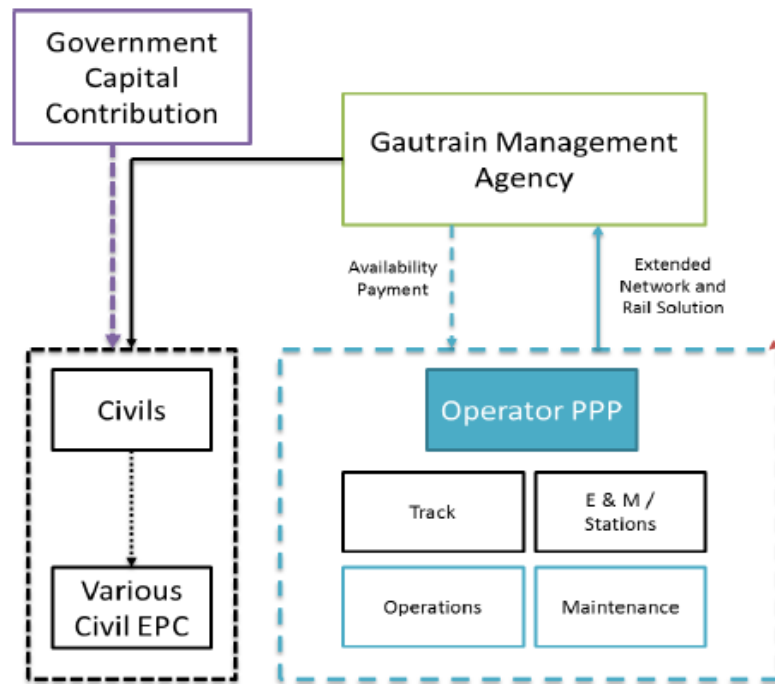 Government
Capital
Contribution
Gautrain Management
Agency
Availability
Payment
Extended
Network and
Rail Solution
Civils
Various
Civil EPC
Operator PPP
Track
E & M /
Stations
Operations
Maintenance